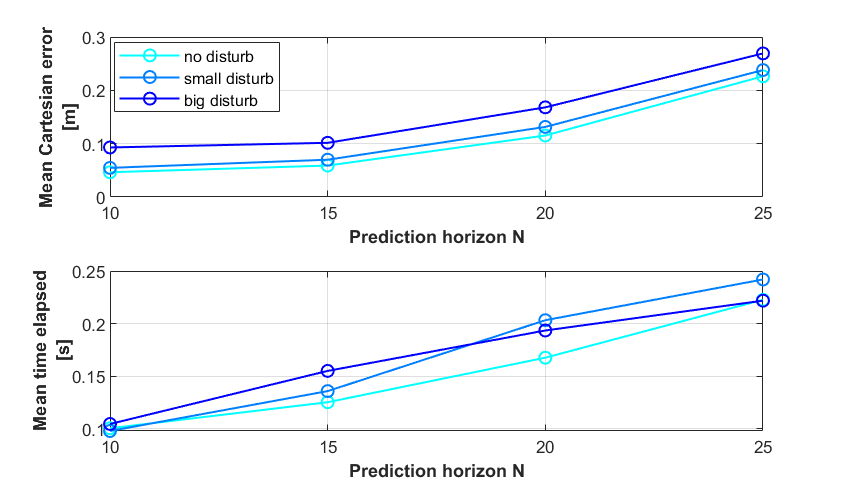 0.3
0.2
0.1
0
no disturb
small disturb
big disturb
Mean Cartesian error
[m]
10 15 20 25
Prediction horizon N
0.25
0.2
0.15
0.1
Mean time elapsed
[s]
10 15 20 25
Prediction horizon N